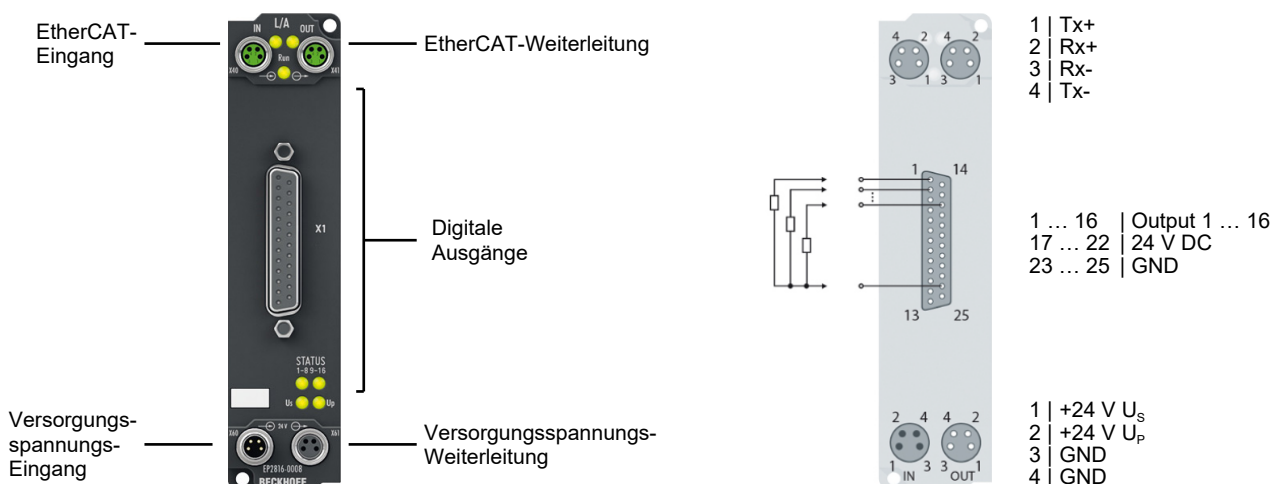 EtherCAT-
Eingang
IN
L/A
OUT
Run
X40
X41
EtherCAT-Weiterleitung
X1
Digitale
Ausgänge
STATUS
1-8 9-16
Us
Up
X60
24 V
X61
EP2816-0008
BECKHOFF
Versorgungs-
spannungs-
Eingang
Versorgungsspannungs-
Weiterleitung
4 2 4 2
3 1 3 1
1 | Tx+
2 | Rx+
3 | Rx-
4 | Tx-
1 14
13 25
1 … 16 | Output 1 … 16
17 … 22 | 24 V DC
23 … 25 | GND
2 4 4 2
1 3 3 1
IN OUT
1 | +24 V US
2 | +24 V UP
3 | GND
4 | GND